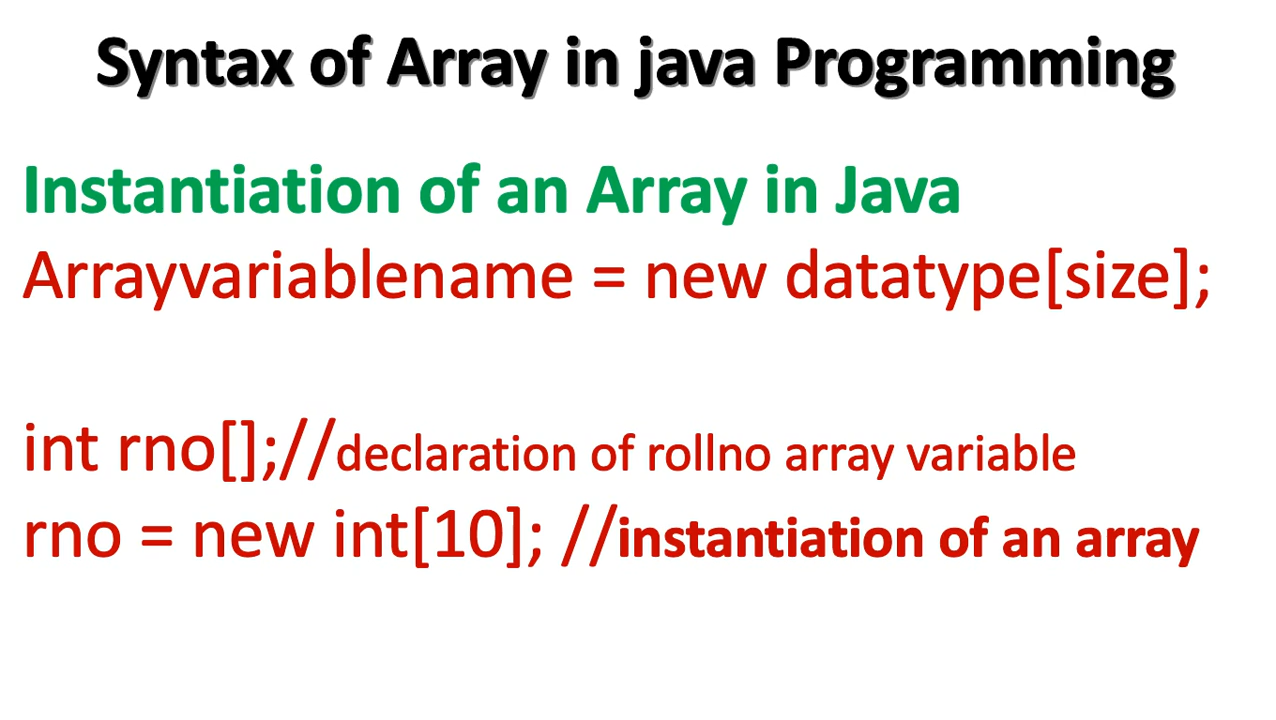 Syntax of Array in java Programming
Instantiation of an Array in Java
Arrayvariablename = new datatype[size];
int rno[];//declaration of rollno array variable
rno = new int[10]; //instantiation of an array